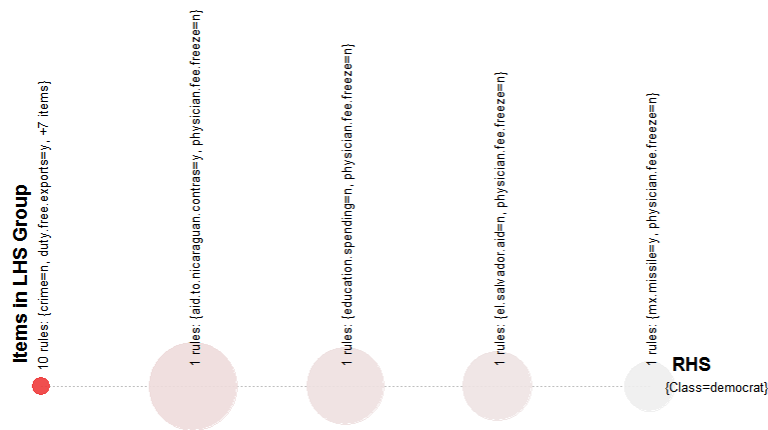 Items in LHS Group
10 rules: {crime=n, duty.free.exports=y, +7 items}
1 rules: {aid.to.nicaraguan.contras=y, physician.fee.freeze=n}
1 rules: {education.spending=n, physician.fee.freeze=n}
1 rules: {el.salvador.aid=n, physician.fee.freeze=n}
1 rules: {mx.missile=y, physician.fee.freeze=n}
RHS
{Class=democrat}